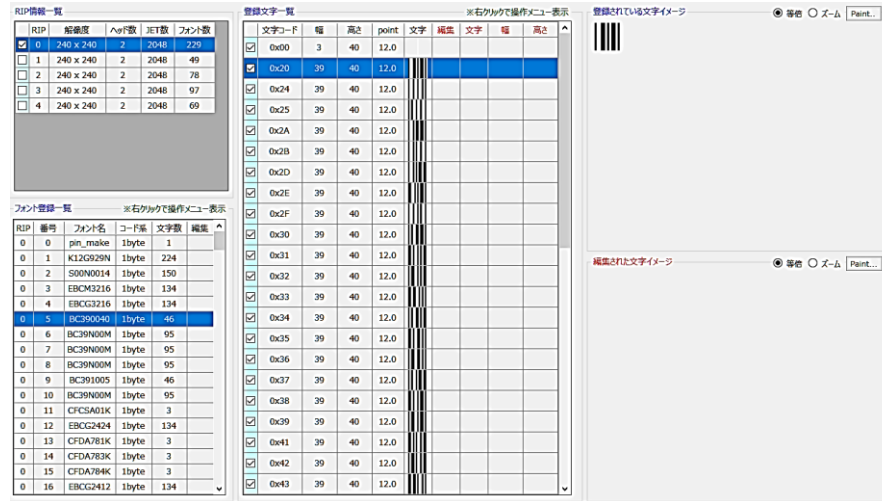 RIP情報一覧
RIP 解像度 ヘッド数 JET数 フォント数
0 240 x 240 2 2048 229
1 240 x 240 2 2048 49
2 240 x 240 2 2048 78
3 240 x 240 2 2048 97
4 240 x 240 2 2048 69
フォント登録一覧 ※右クリックで操作メニュー表示
RIP 番号 フォント名 コード系 文字数 編集
0 0 pin_make 1byte 1
0 1 K12G929N 1byte 224
0 2 S00N0014 1byte 150
0 3 EBCM3216 1byte 134
0 4 EBCG3216 1byte 134
0 5 BC390040 1byte 46
0 6 BC39N00M 1byte 95
0 7 BC39N00M 1byte 95
0 8 BC39N00M 1byte 95
0 9 BC391005 1byte 46
0 10 BC39N00M 1byte 95
0 11 CFCSA01K 1byte 3
0 12 EBCG2424 1byte 134
0 13 CFDA781K 1byte 3
0 14 CFDA783K 1byte 3
0 15 CFDA784K 1byte 3
0 16 EBCG2412 1byte 134
登録文字一覧 ※右クリックで操作メニュー表示
文字コード 幅 高さ point 文字 編集 文字 幅 高さ
0x00 3 40 12.0
0x20 39 40 12.0
0x24 39 40 12.0
0x25 39 40 12.0
0x2A 39 40 12.0
0x2B 39 40 12.0
0x2D 39 40 12.0
0x2E 39 40 12.0
0x2F 39 40 12.0
0x30 39 40 12.0
0x31 39 40 12.0
0x32 39 40 12.0
0x33 39 40 12.0
0x34 39 40 12.0
0x35 39 40 12.0
0x36 39 40 12.0
0x37 39 40 12.0
0x38 39 40 12.0
0x39 39 40 12.0
0x41 39 40 12.0
0x42 39 40 12.0
0x43 39 40 12.0
登録されている文字イメージ 等倍 ズーム Paint..
編集された文字イメージ 等倍 ズーム Paint...